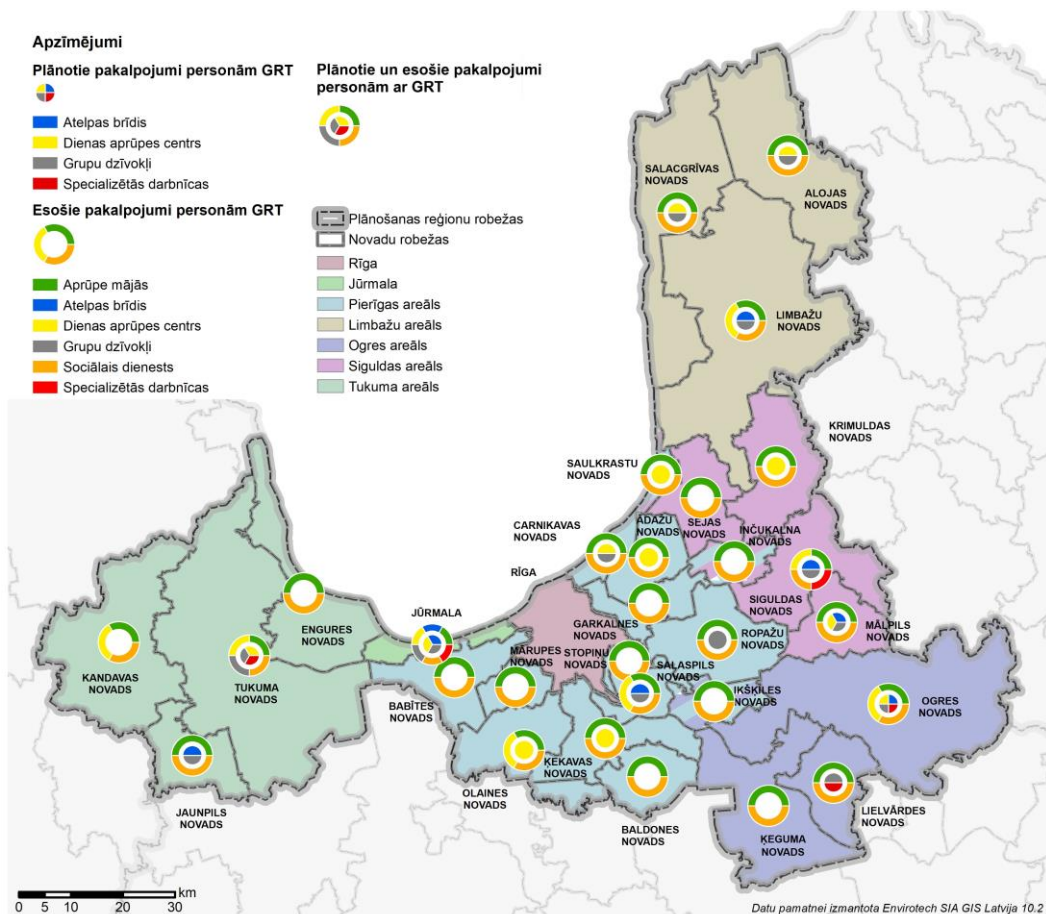 Apzīmējumi
Plānotie pakalpojumi personām GRT
Atelpas brīdis
Dienas aprūpes centrs
Grupu dzīvokļi
Specializētās darbnīcas
Esošie pakalpojumi personām GRT
Aprūpe mājās
Atelpas brīdis
Dienas aprūpes centrs
Grupu dzīvokļi
Sociālais dienests
Specializētās darbnīcas
Plānotie un esošie pakalpojumi
personām ar GRT
Plānošanas reģionu robežas
Novadu robežas
Rīga
Jūrmala
Pierīgas areāls
Limbažu areāls
Ogres areāls
Siguldas areāls
Tukuma areāls
SALACGRĪVAS
NOVADS
ALOJAS
NOVADS
LIMBAŽU
NOVADS
KRIMULDAS
NOVADS
SAULKRASTU
NOVADS
SĒJAS
NOVADS
CARNIKAVAS
NOVADS
ĀDAŽU
NOVADS
INČUKALNA
NOVADS
RĪGA
SIGULDAS
NOVADS
MĀLPILS
NOVADS
GARKALNES
NOVADS
ROPAŽU
NOVADS
JŪRMALA
ENGURES
NOVADS
MĀRUPES
NOVADS
STOPIŅU
NOVADS
SALASPILS
NOVADS
KANDAVAS
NOVADS
TUKUMA
NOVADS
BABĪTES
NOVADS
IKŠĶILES
NOVADS
OGRES
NOVADS
ĶEKAVAS
NOVADS
OLAINES
NOVADS
JAUNPILS
NOVADS
BALDONES
NOVADS
ĶEGUMA
NOVADS
LIELVĀRDES
NOVADS
km
0 5 10 20 30
Datu pamatnei izmantota Envirotech SIA GIS Latvija 10.2